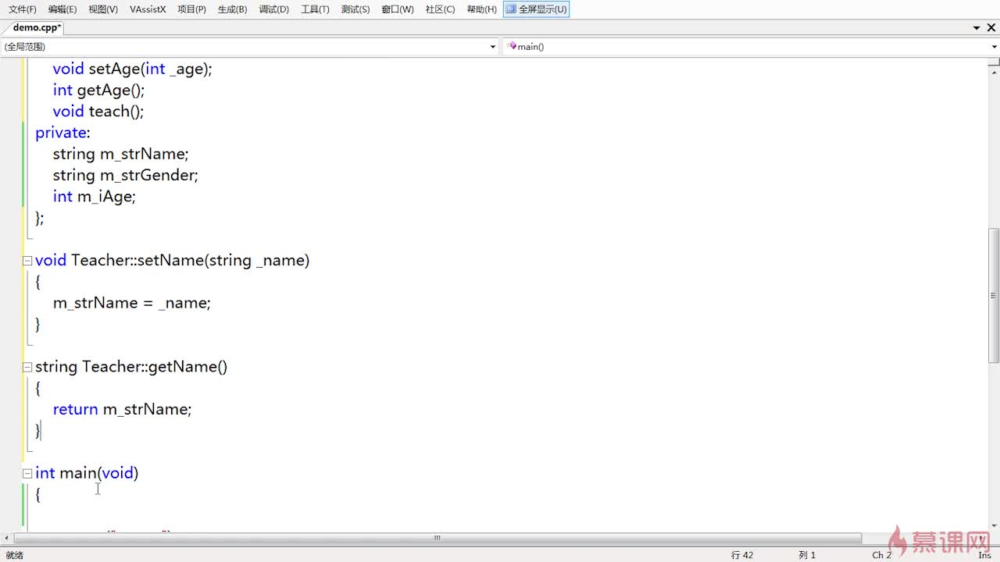 文件(F) 编辑(E) 视图(V) VAssistX 项目(P) 生成(B) 调试(D) 工具(T) 测试(S) 窗口(W) 社区(C) 帮助(H) 全屏显示(U)
demo.cpp*
(全局范围) main()
void setAge(int _age);
int getAge();
void teach();
private:
string m_strName;
string m_strGender;
int m_iAge;
};
void Teacher::setName(string _name)
{
m_strName = _name;
}
string Teacher::getName()
{
return m_strName;
}
int main(void)
{
慕课网
就绪 行 42 列 1 Ch 2 Ins